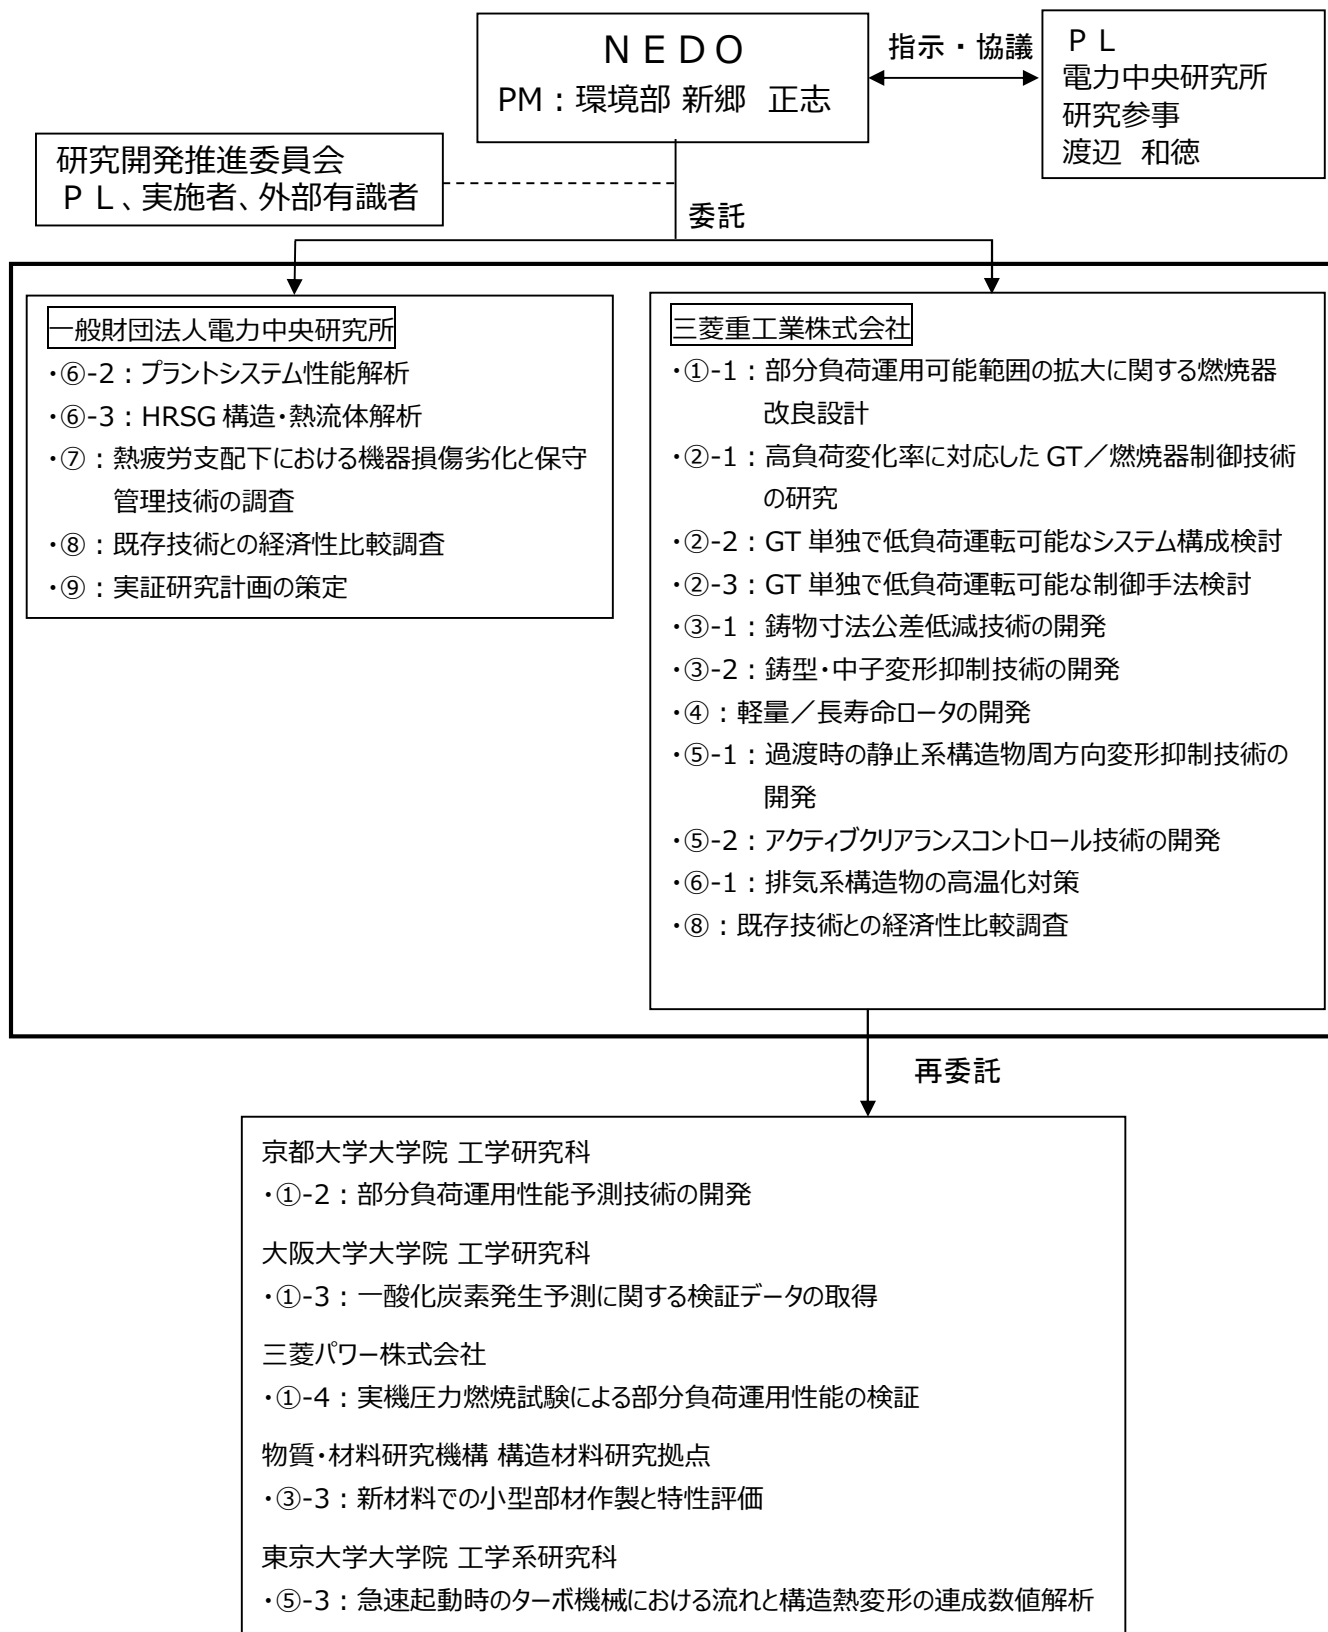 ＮＥＤＯ
PM：環境部 新郷　正志
指示・協議
ＰＬ
電力中央研究所
研究参事
渡辺　和徳
研究開発推進委員会
ＰＬ、実施者、外部有識者
委託
一般財団法人電力中央研究所
・⑥-2：プラントシステム性能解析
・⑥-3：HRSG 構造・熱流体解析
・⑦：熱疲労支配下における機器損傷劣化と保守
管理技術の調査
・⑧：既存技術との経済性比較調査
・⑨：実証研究計画の策定
三菱重工業株式会社
・①-1：部分負荷運用可能範囲の拡大に関する燃焼器
改良設計
・②-1：高負荷変化率に対応した GT／燃焼器制御技術
の研究
・②-2：GT 単独で低負荷運転可能なシステム構成検討
・②-3：GT 単独で低負荷運転可能な制御手法検討
・③-1：鋳物寸法公差低減技術の開発
・③-2：鋳型・中子変形抑制技術の開発
・④：軽量／長寿命ロータの開発
・⑤-1：過渡時の静止系構造物周方向変形抑制技術の
開発
・⑤-2：アクティブクリアランスコントロール技術の開発
・⑥-1：排気系構造物の高温化対策
・⑧：既存技術との経済性比較調査
再委託
京都大学大学院 工学研究科
・①-2：部分負荷運用性能予測技術の開発
大阪大学大学院 工学研究科
・①-3：一酸化炭素発生予測に関する検証データの取得
三菱パワー株式会社
・①-4：実機圧力燃焼試験による部分負荷運用性能の検証
物質・材料研究機構 構造材料研究拠点
・③-3：新材料での小型部材作製と特性評価
東京大学大学院 工学系研究科
・⑤-3：急速起動時のターボ機械における流れと構造熱変形の連成数値解析